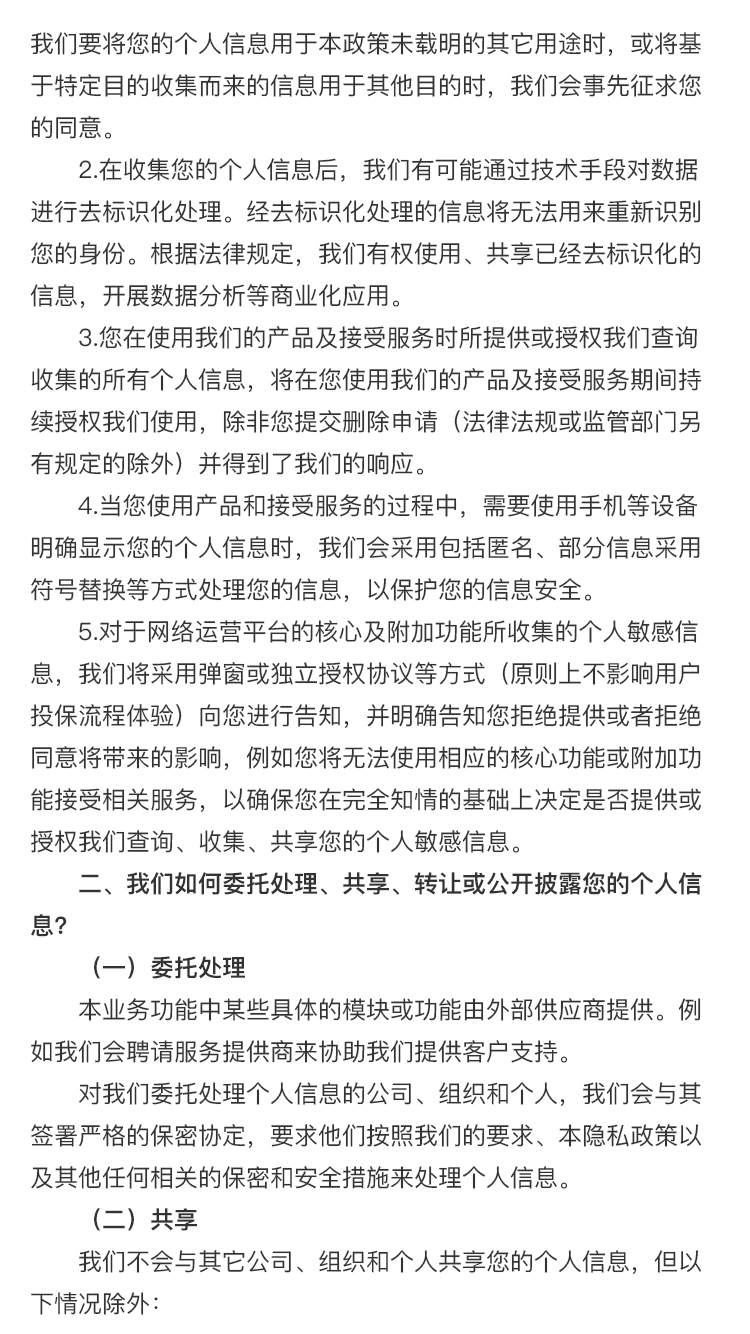 我们要将您的个人信息用于本政策未载明的其它用途时，或将基
于特定目的收集而来的信息用于其他目的时，我们会事先征求您
的同意。
2.在收集您的个人信息后，我们有可能通过技术手段对数据
进行去标识化处理。经去标识化处理的信息将无法用来重新识别
您的身份。根据法律规定，我们有权使用、共享已经去标识化的
信息，开展数据分析等商业化应用。
3.您在使用我们的产品及接受服务时所提供或授权我们查询
收集的所有个人信息，将在您使用我们的产品及接受服务期间持
续授权我们使用，除非您提交删除申请（法律法规或监管部门另
有规定的除外）并得到了我们的响应。
4.当您使用产品和接受服务的过程中，需要使用手机等设备
明确显示您的个人信息时，我们会采用包括匿名、部分信息采用
符号替换等方式处理您的信息，以保护您的信息安全。
5.对于网络运营平台的核心及附加功能所收集的个人敏感信
息，我们将采用弹窗或独立授权协议等方式（原则上不影响用户
投保流程体验）向您进行告知，并明确告知您拒绝提供或者拒绝
同意将带来的影响，例如您将无法使用相应的核心功能或附加功
能接受相关服务，以确保您在完全知情的基础上决定是否提供或
授权我们查询、收集、共享您的个人敏感信息。
二、我们如何委托处理、共享、转让或公开披露您的个人信
息?
（一）委托处理
本业务功能中某些具体的模块或功能由外部供应商提供。例
如我们会聘请服务提供商来协助我们提供客户支持。
对我们委托处理个人信息的公司、组织和个人，我们会与其
签署严格的保密协定，要求他们按照我们的要求、本隐私政策以
及其他任何相关的保密和安全措施来处理个人信息。
（二）共享
我们不会与其它公司、组织和个人共享您的个人信息，但以
下情况除外：